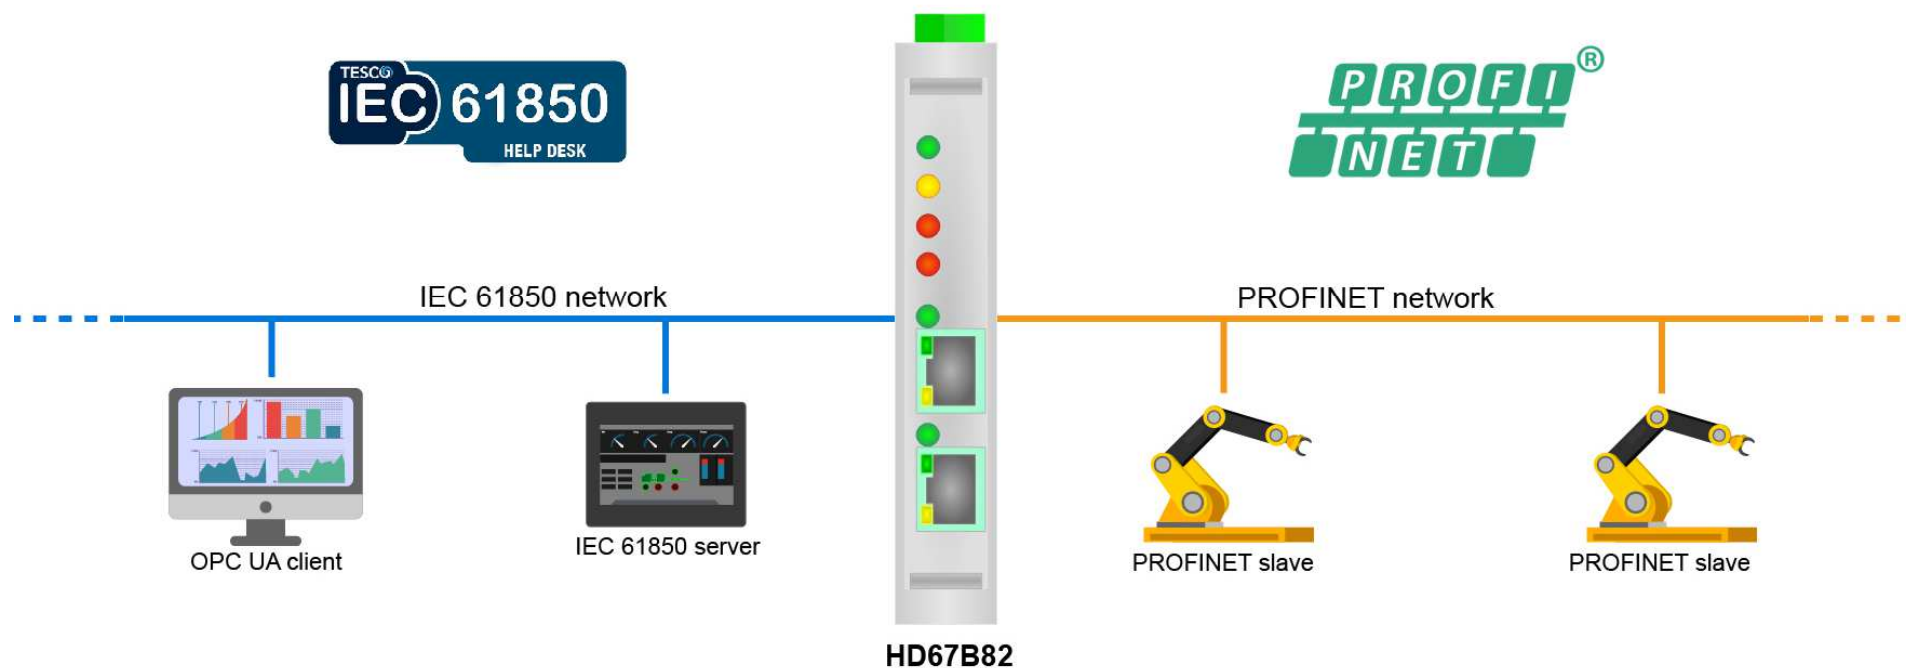 TESCO
IEC 61850
HELP DESK
PROFI®
NET
IEC 61850 network
PROFINET network
OPC UA client
IEC 61850 server
PROFINET slave
PROFINET slave
HD67B82